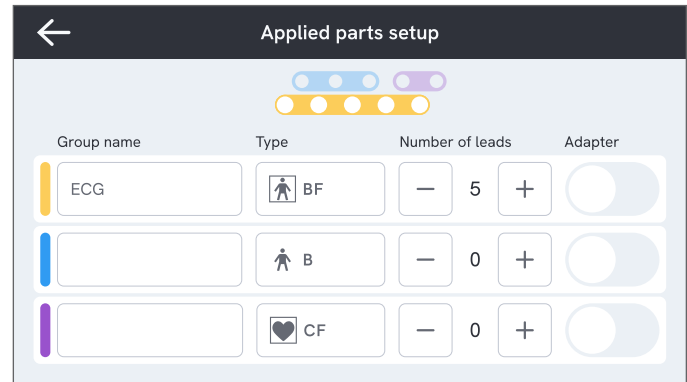 Applied parts setup
Group name Type Number of leads Adapter
ECG BF 5
B 0
CF 0